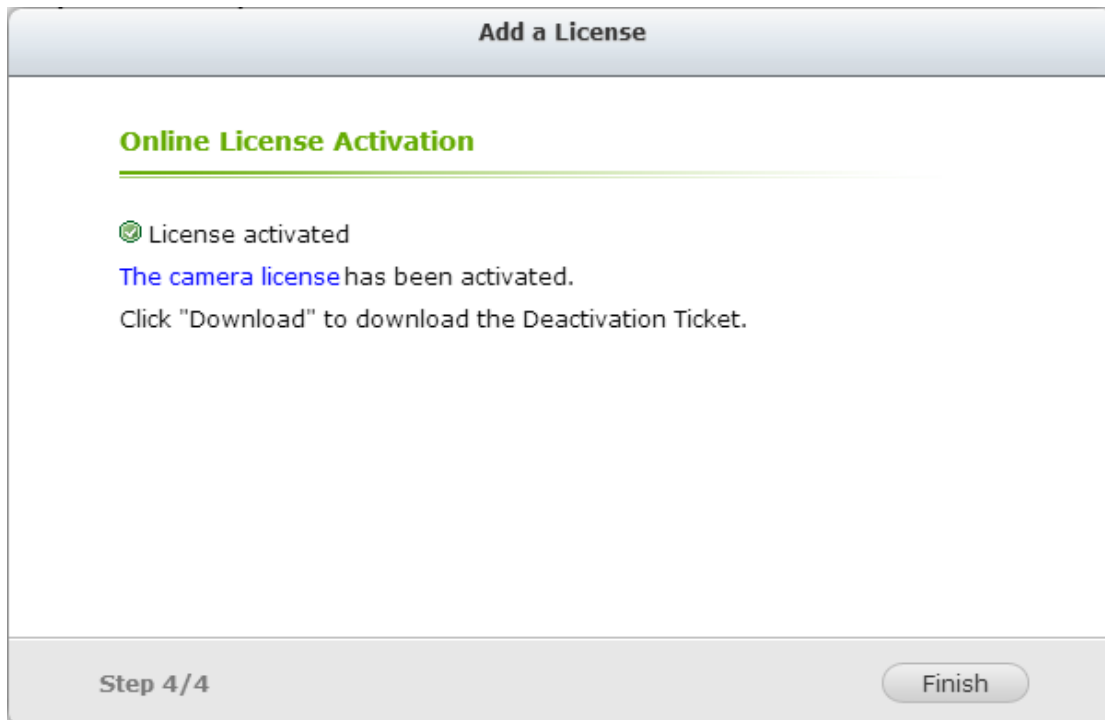 Add a License
Online License Activation
License activated
The camera license has been activated.
Click "Download" to download the Deactivation Ticket.
Step 4/4
Finish